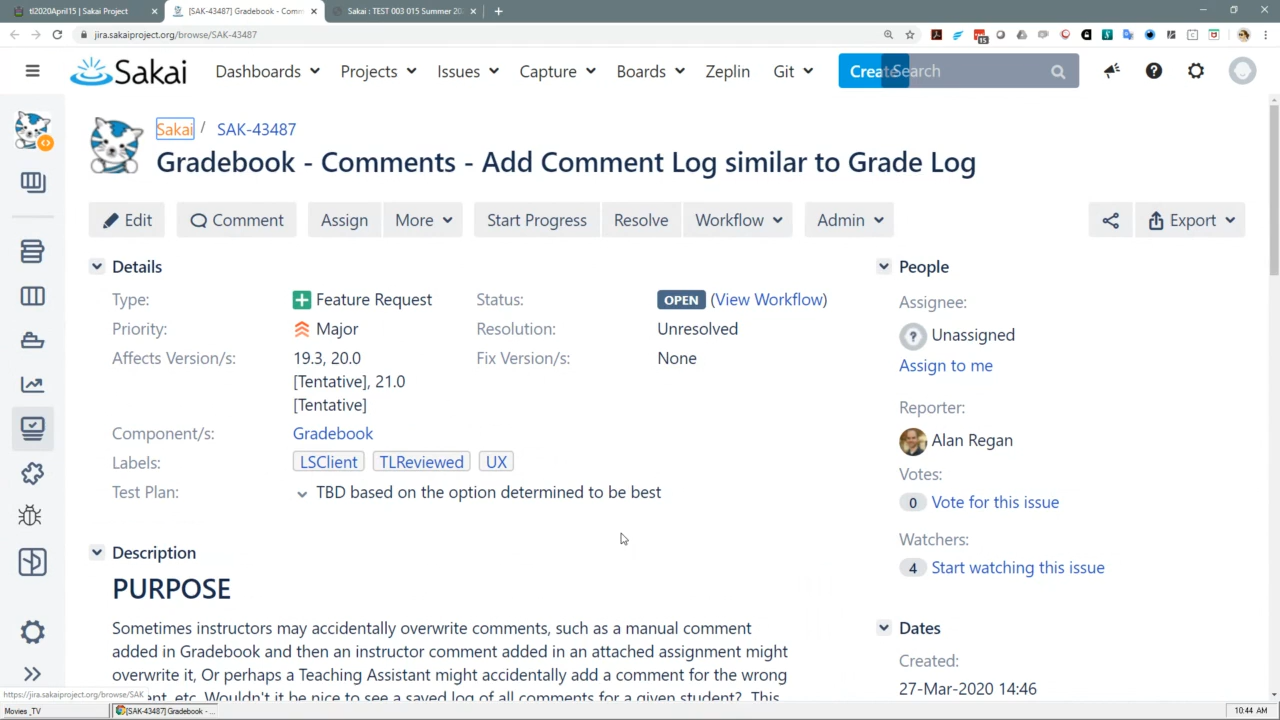 tl2020April15 | Sakai Project
[SAK-43487] Gradebook - Comm
Sakai : TEST 003 015 Summer 20
jira.sakaiproject.org/browse/SAK-43487
15
Sakai
Dashboards Projects Issues Capture Boards Zeplin Git
Create Search
Sakai / SAK-43487
Gradebook - Comments - Add Comment Log similar to Grade Log
Edit Comment Assign More Start Progress Resolve Workflow Admin Export
Details
Type: Feature Request Status: OPEN (View Workflow)
Priority: Major Resolution: Unresolved
Affects Version/s: 19.3, 20.0 Fix Version/s: None
[Tentative], 21.0
[Tentative]
Component/s: Gradebook
Labels: LSClient TLReviewed UX
Test Plan: TBD based on the option determined to be best
Description
PURPOSE
Sometimes instructors may accidentally overwrite comments, such as a manual comment
added in Gradebook and then an instructor comment added in an attached assignment might
overwrite it, Or perhaps a Teaching Assistant might accidentally add a comment for the wrong
ent, etc. Wouldn't it be nice to see a saved log of all comments for a given student? This
People
Assignee:
Unassigned
Assign to me
Reporter:
Alan Regan
Votes:
0 Vote for this issue
Watchers:
4 Start watching this issue
Dates
Created:
27-Mar-2020 14:46
https://jira.sakaiproject.org/browse/SAK
Movies _TV
[SAK-43487] Gradebook - ...
10:44 AM